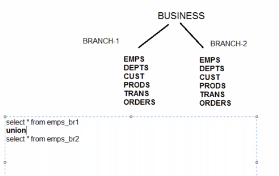 BUSINESS
BRANCH-1
BRANCH-2
EMPS
DEPTS
CUST
PRODS
TRANS
ORDERS
EMPS
DEPTS
CUST
PRODS
TRANS
ORDERS
select * from emps_br1
union
select * from emps_br2